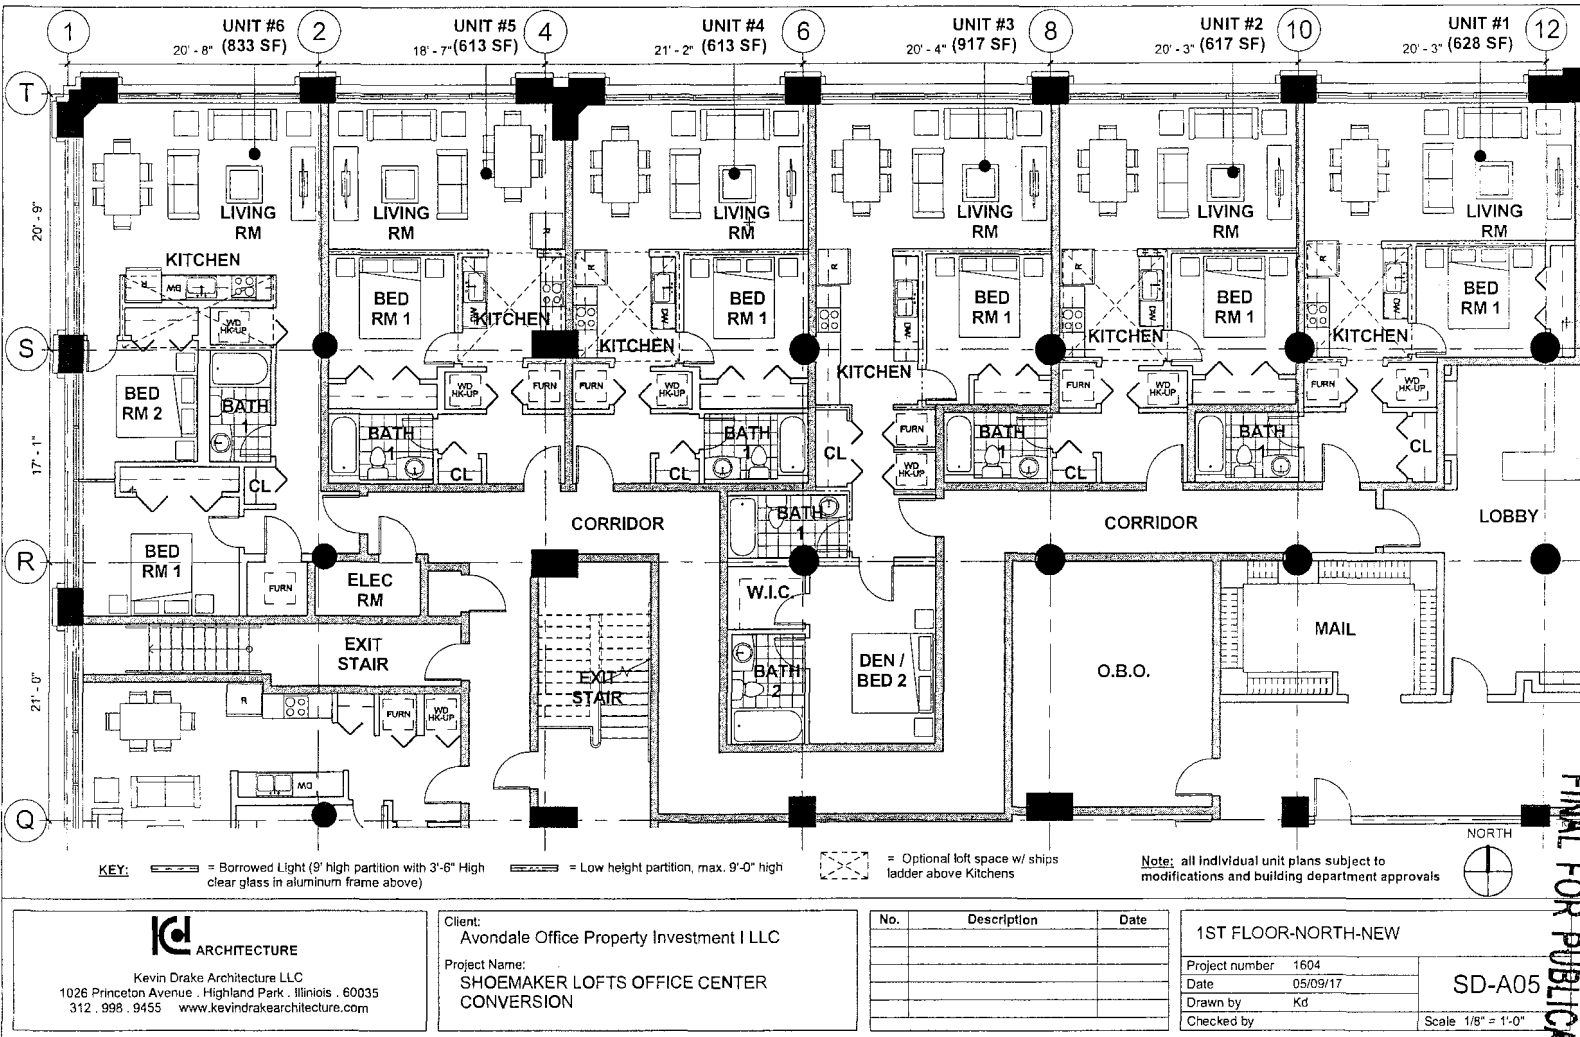 1
UNIT #6
20' - 8" (833 SF)
2
UNIT #5
18' - 7" (613 SF)
4
UNIT #4
21' - 2" (613 SF)
6
UNIT #3
20' - 4" (917 SF)
8
UNIT #2
20' - 3" (617 SF)
10
UNIT #1
20' - 3" (628 SF)
12
T
20' - 9"
LIVING
RM
LIVING
RM
LIVING
RM
LIVING
RM
LIVING
RM
LIVING
RM
KITCHEN
R
DW
WD
HK-UP
BED
RM 1
R
DW
KITCHEN
R
DW
KITCHEN
BED
RM 1
R
DW
KITCHEN
BED
RM 1
R
DW
KITCHEN
BED
RM 1
R
DW
KITCHEN
BED
RM 1
S
BED
RM 2
BATH
1
WD
HK-UP
FURN
FURN
WD
HK-UP
FURN
WD
HK-UP
FURN
WD
HK-UP
FURN
WD
HK-UP
17' - 1"
CL
BATH
1
CL
CL
BATH
1
CL
BATH
1
CL
BATH
1
CL
CORRIDOR
BATH
1
CORRIDOR
LOBBY
R
BED
RM 1
FURN
ELEC
RM
W.I.C.
EXIT
STAIR
EXIT
STAIR
BATH
2
DEN /
BED 2
O.B.O.
MAIL
21' - 0"
R
FURN
WD
HK-UP
DW
Q
KEY:
= Borrowed Light (9' high partition with 3'-6" High
clear glass in aluminum frame above)
= Low height partition, max. 9'-0" high
= Optional loft space w/ ships
ladder above Kitchens
Note: all individual unit plans subject to
modifications and building department approvals
NORTH
FINAL FOR PUBLICA
Kd ARCHITECTURE
Kevin Drake Architecture LLC
1026 Princeton Avenue . Highland Park . Illiniois . 60035
312 . 998 . 9455 www.kevindrakearchitecture.com
Client:
Avondale Office Property Investment I LLC
Project Name:
SHOEMAKER LOFTS OFFICE CENTER
CONVERSION
No. Description Date
1ST FLOOR-NORTH-NEW
Project number 1604
Date 05/09/17
Drawn by Kd
Checked by
SD-A05
Scale 1/8" = 1'-0"